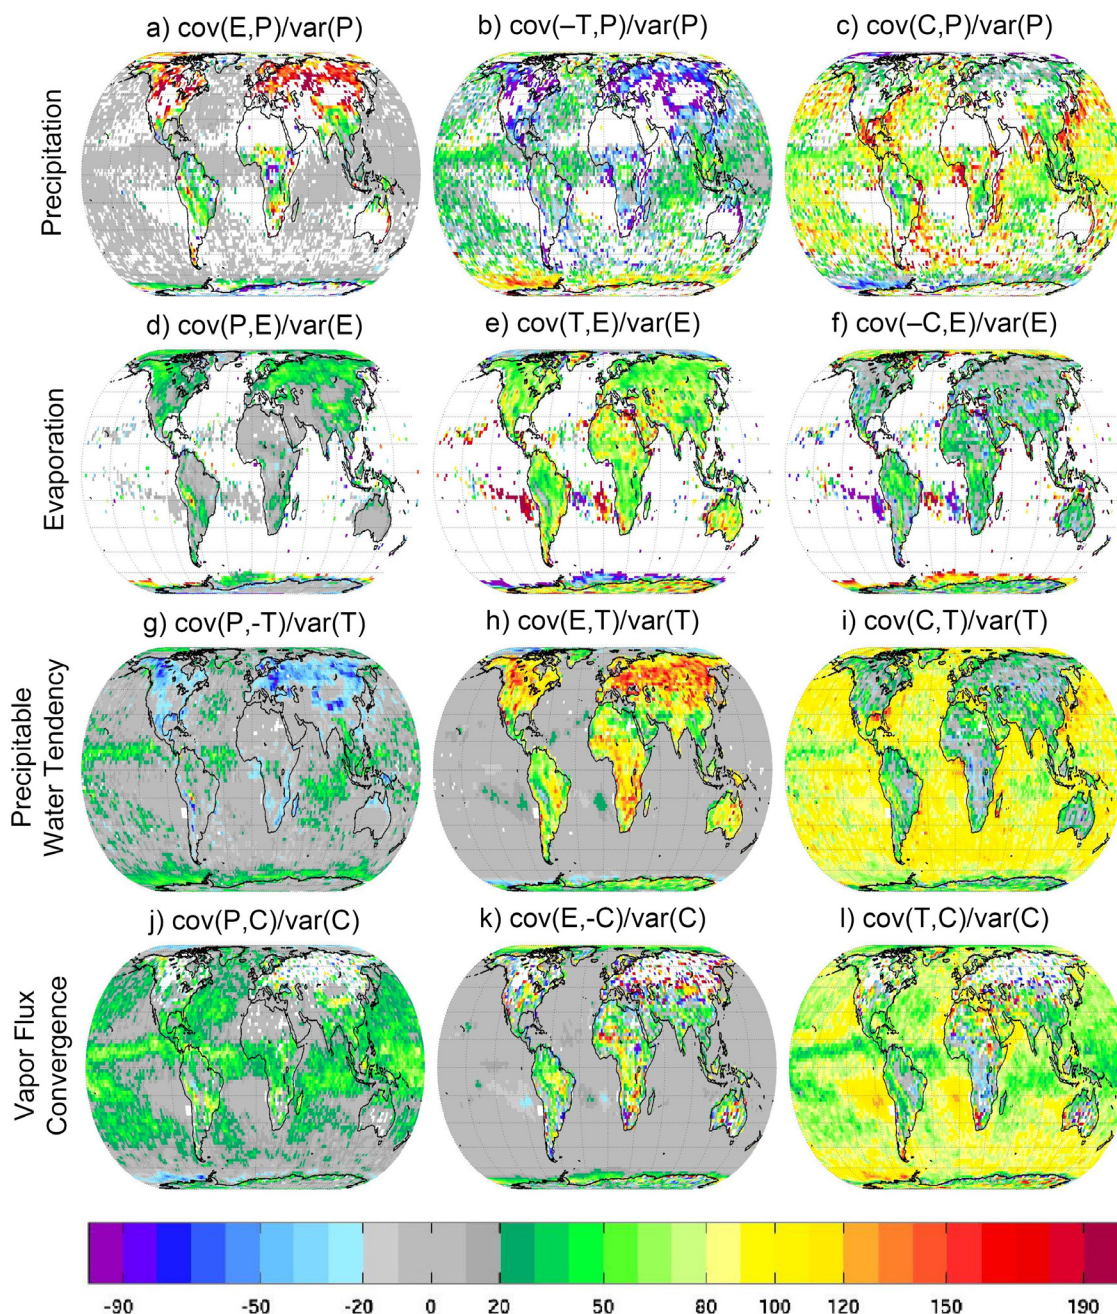 a) cov(E,P)/var(P)
b) cov(–T,P)/var(P)
c) cov(C,P)/var(P)
Precipitation
d) cov(P,E)/var(E)
e) cov(T,E)/var(E)
f) cov(–C,E)/var(E)
Evaporation
g) cov(P,-T)/var(T)
h) cov(E,T)/var(T)
i) cov(C,T)/var(T)
Precipitable
Water Tendency
j) cov(P,C)/var(C)
k) cov(E,-C)/var(C)
l) cov(T,C)/var(C)
Vapor Flux
Convergence
-90 -50 -20 0 20 50 80 100 120 150 190